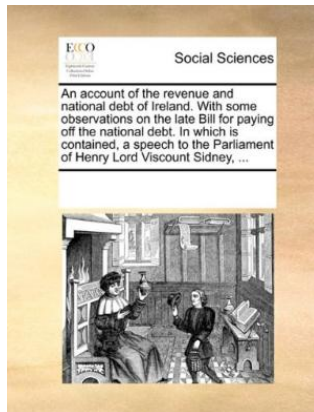 ECCO
Social Sciences
An account of the revenue and
national debt of Ireland. With some
observations on the late Bill for paying
off the national debt. In which is
contained, a speech to the Parliament
of Henry Lord Viscount Sidney, ...